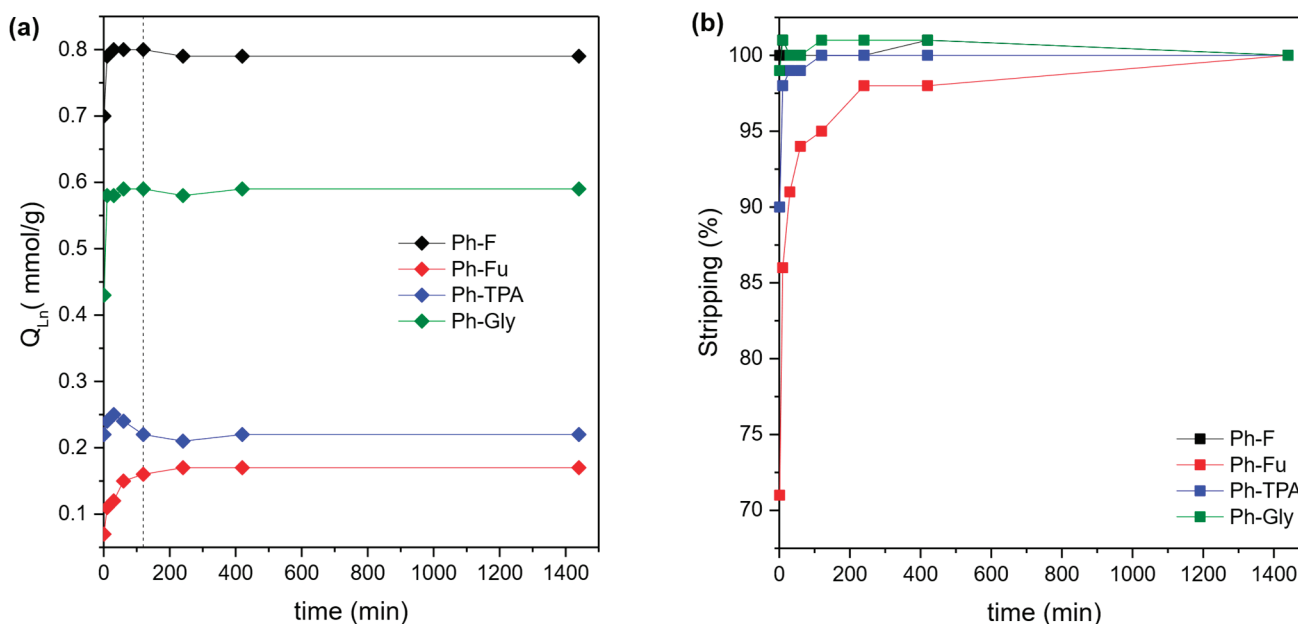 (a)
Q_Ln( mmol/g)
0.8
0.7
0.6
0.5
0.4
0.3
0.2
0.1
Ph-F
Ph-Fu
Ph-TPA
Ph-Gly
0 200 400 600 800 1000 1200 1400
time (min)
(b)
Stripping (%)
100
95
90
85
80
75
70
Ph-F
Ph-Fu
Ph-TPA
Ph-Gly
0 200 400 600 800 1000 1200 1400
time (min)